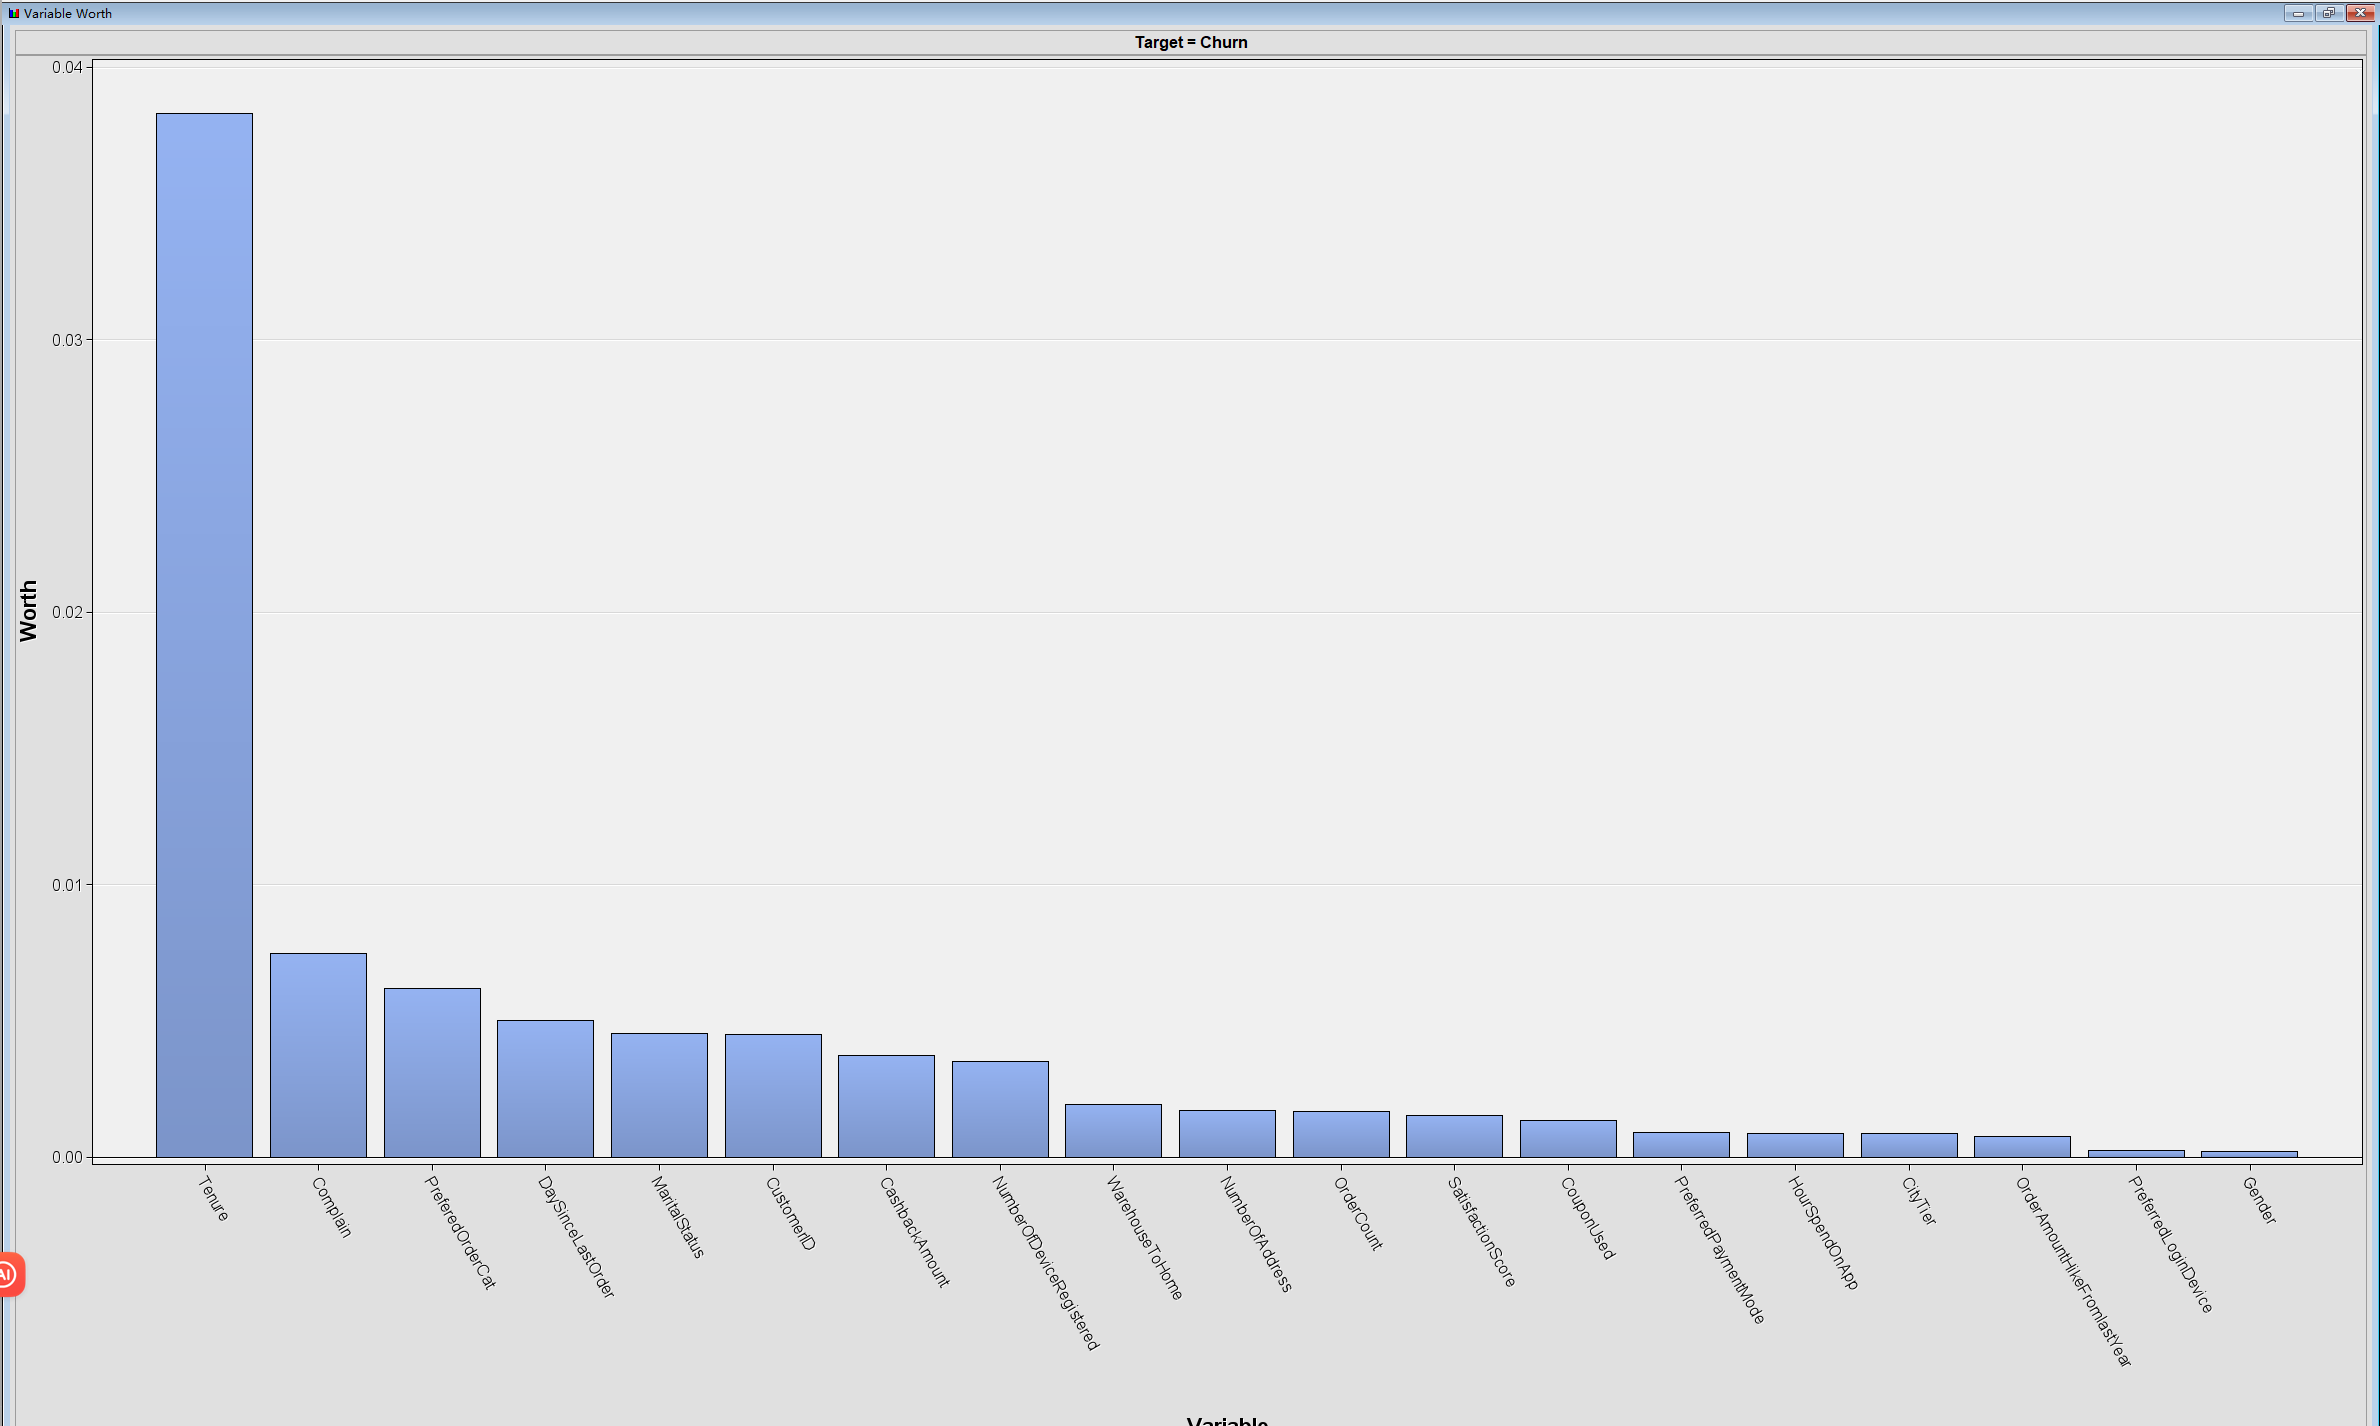 Variable Worth
Target = Churn
0.04
0.03
0.02
0.01
0.00
Worth
Tenure
Complain
PreferedOrderCat
DaySinceLastOrder
MaritalStatus
CustomerID
CashbackAmount
NumberOfDeviceRegistered
WarehouseToHome
NumberOfAddress
OrderCount
SatisfactionScore
CouponUsed
PreferredPaymentMode
HourSpendOnApp
CityTier
OrderAmountHikeFromlastYear
PreferredLoginDevice
Gender
Variable
AI